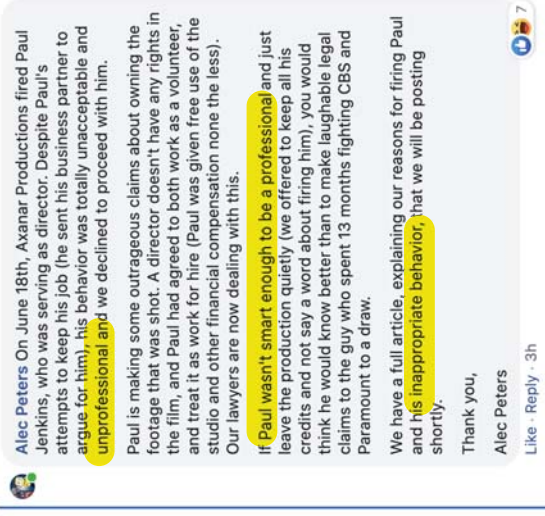 Alec Peters On June 18th, Axanar Productions fired Paul
Jenkins, who was serving as director. Despite Paul's
attempts to keep his job (he sent his business partner to
argue for him), his behavior was totally unacceptable and
unprofessional and we declined to proceed with him.
Paul is making some outrageous claims about owning the
footage that was shot. A director doesn't have any rights in
the film, and Paul had agreed to both work as a volunteer,
and treat it as work for hire (Paul was given free use of the
studio and other financial compensation none the less).
Our lawyers are now dealing with this.
If Paul wasn't smart enough to be a professional and just
leave the production quietly (we offered to keep all his
credits and not say a word about firing him), you would
think he would know better than to make laughable legal
claims to the guy who spent 13 months fighting CBS and
Paramount to a draw.
We have a full article, explaining our reasons for firing Paul
and his inappropriate behavior, that we will be posting
shortly.
Thank you,
Alec Peters
Like · Reply · 3h
7